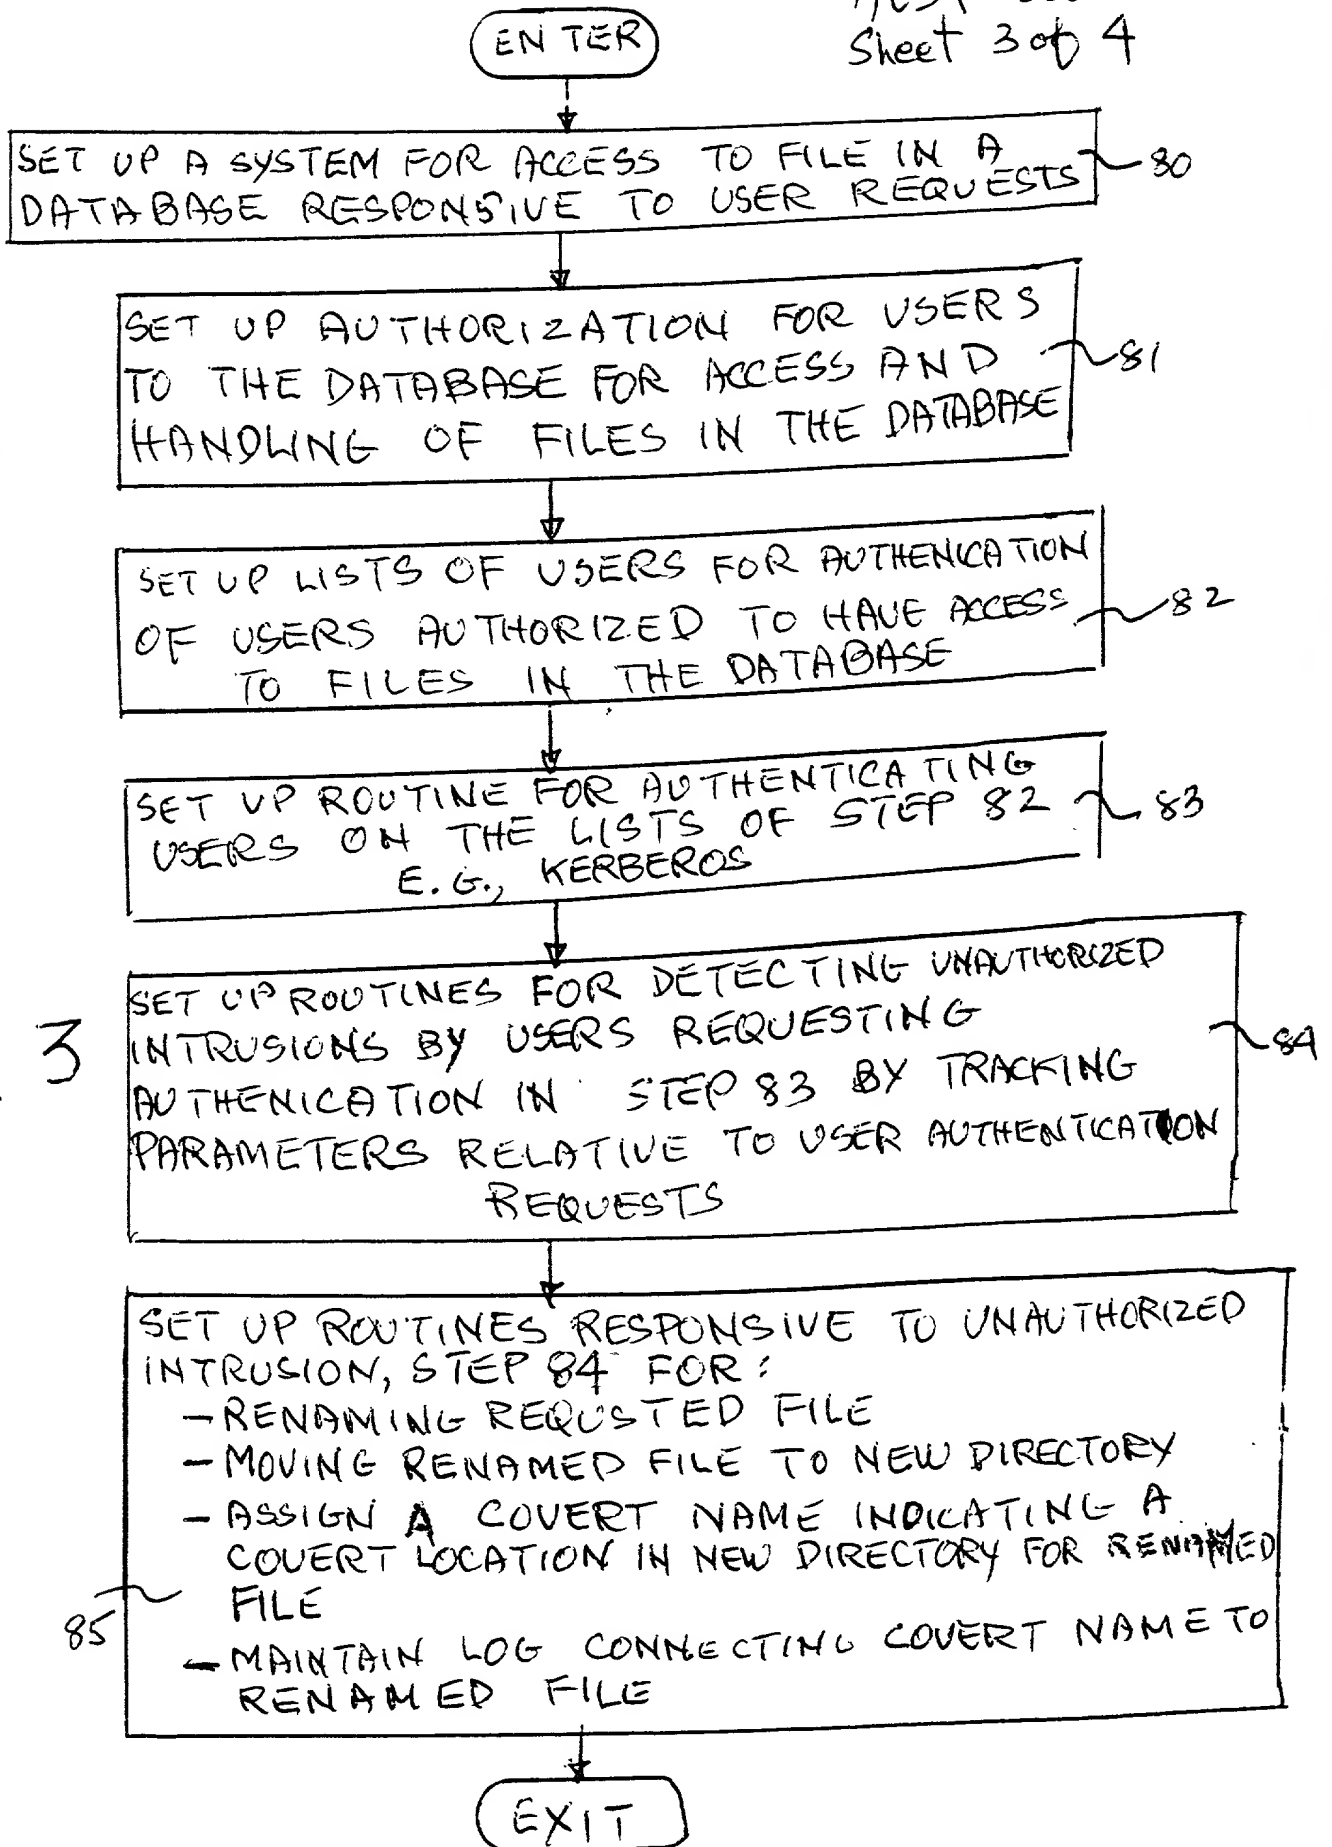 Sheet 3 of 4
ENTER
SET UP A SYSTEM FOR ACCESS TO FILE IN A
DATABASE RESPONSIVE TO USER REQUESTS
80
SET UP AUTHORIZATION FOR USERS
TO THE DATABASE FOR ACCESS AND
HANDLING OF FILES IN THE DATABASE
81
SET UP LISTS OF USERS FOR AUTHENICATION
OF USERS AUTHORIZED TO HAVE ACCESS
TO FILES IN THE DATABASE
82
SET UP ROUTINE FOR AUTHENTICATING
USERS ON THE LISTS OF STEP 82
E.G., KERBEROS
83
3
SET UP ROUTINES FOR DETECTING UNAUTHORIZED
INTRUSIONS BY USERS REQUESTING
AUTHENICATION IN STEP 83 BY TRACKING
PARAMETERS RELATIVE TO USER AUTHENTICATION
REQUESTS
84
SET UP ROUTINES RESPONSIVE TO UNAUTHORIZED
INTRUSION, STEP 84 FOR:
- RENAMING REQUSTED FILE
- MOVING RENAMED FILE TO NEW DIRECTORY
- ASSIGN A COVERT NAME INDICATING A
COVERT LOCATION IN NEW DIRECTORY FOR RENAMED
FILE
- MAINTAIN LOG CONNECTING COVERT NAME TO
RENAMED FILE
85
EXIT